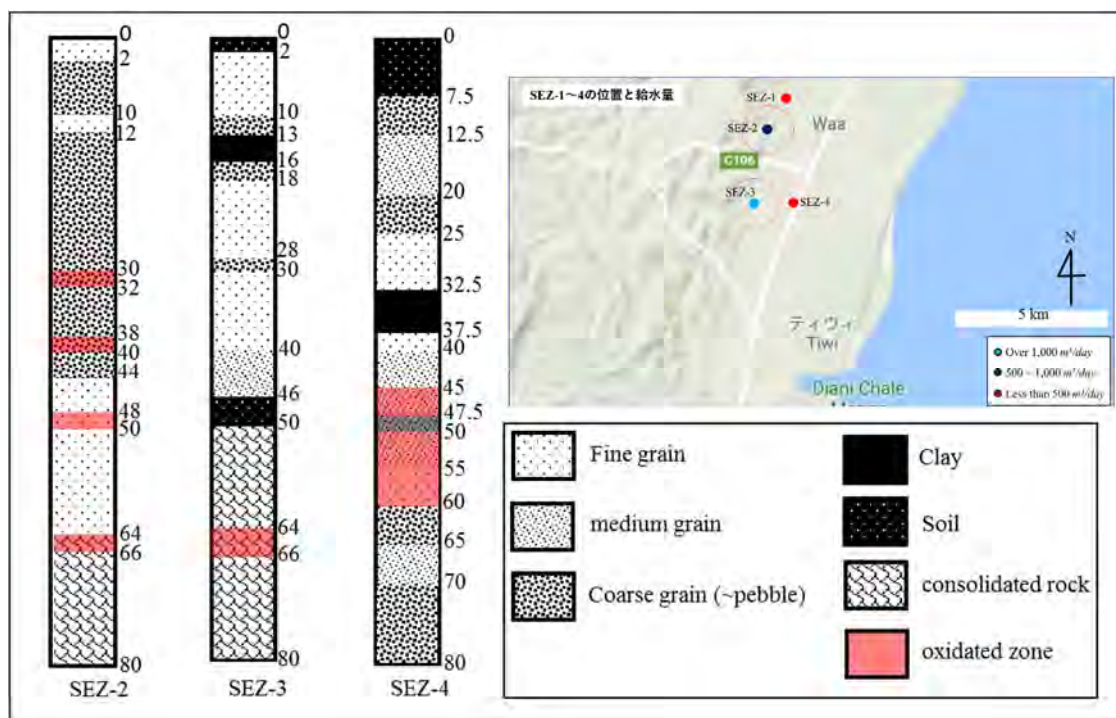 0
2
10
12
30
32
38
40
44
48
50
64
66
80
SEZ-2
0
2
10
13
16
18
28
30
40
46
50
64
66
80
SEZ-3
0
7.5
12.5
20
25
32.5
37.5
40
45
47.5
50
55
60
65
70
80
SEZ-4
SEZ-1～4の位置と給水量
SEZ-1
Waa
SEZ-2
C106
SEZ-3
SEZ-4
N
5 km
ティヴィ
Tiwi
Diani Chale
Over 1,000 m³/day
500 ~ 1,000 m³/day
Less than 500 m³/day
Fine grain
medium grain
Coarse grain (~pebble)
Clay
Soil
consolidated rock
oxidated zone